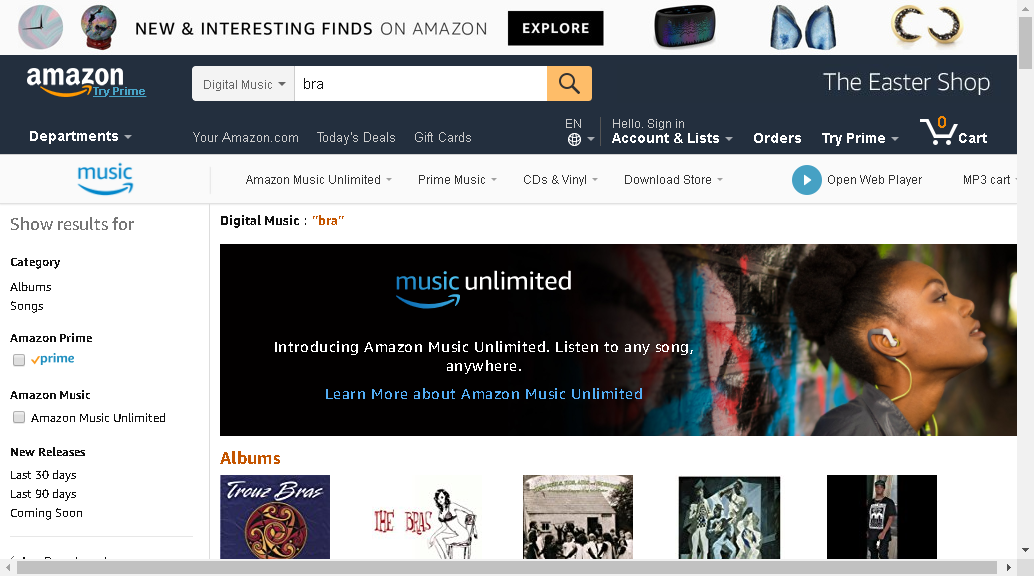 NEW & INTERESTING FINDS ON AMAZON EXPLORE
amazon
Try Prime
Digital Music
bra
The Easter Shop
Departments
Your Amazon.com
Today's Deals
Gift Cards
EN
Hello. Sign in
Account & Lists
Orders
Try Prime
0
Cart
music
Amazon Music Unlimited
Prime Music
CDs & Vinyl
Download Store
Open Web Player
MP3 cart
Show results for
Category
Albums
Songs
Amazon Prime
prime
Amazon Music
Amazon Music Unlimited
New Releases
Last 30 days
Last 90 days
Coming Soon
Digital Music : "bra"
music unlimited
Introducing Amazon Music Unlimited. Listen to any song,
anywhere.
Learn More about Amazon Music Unlimited
Albums
Trouz Bras
THE BRAS